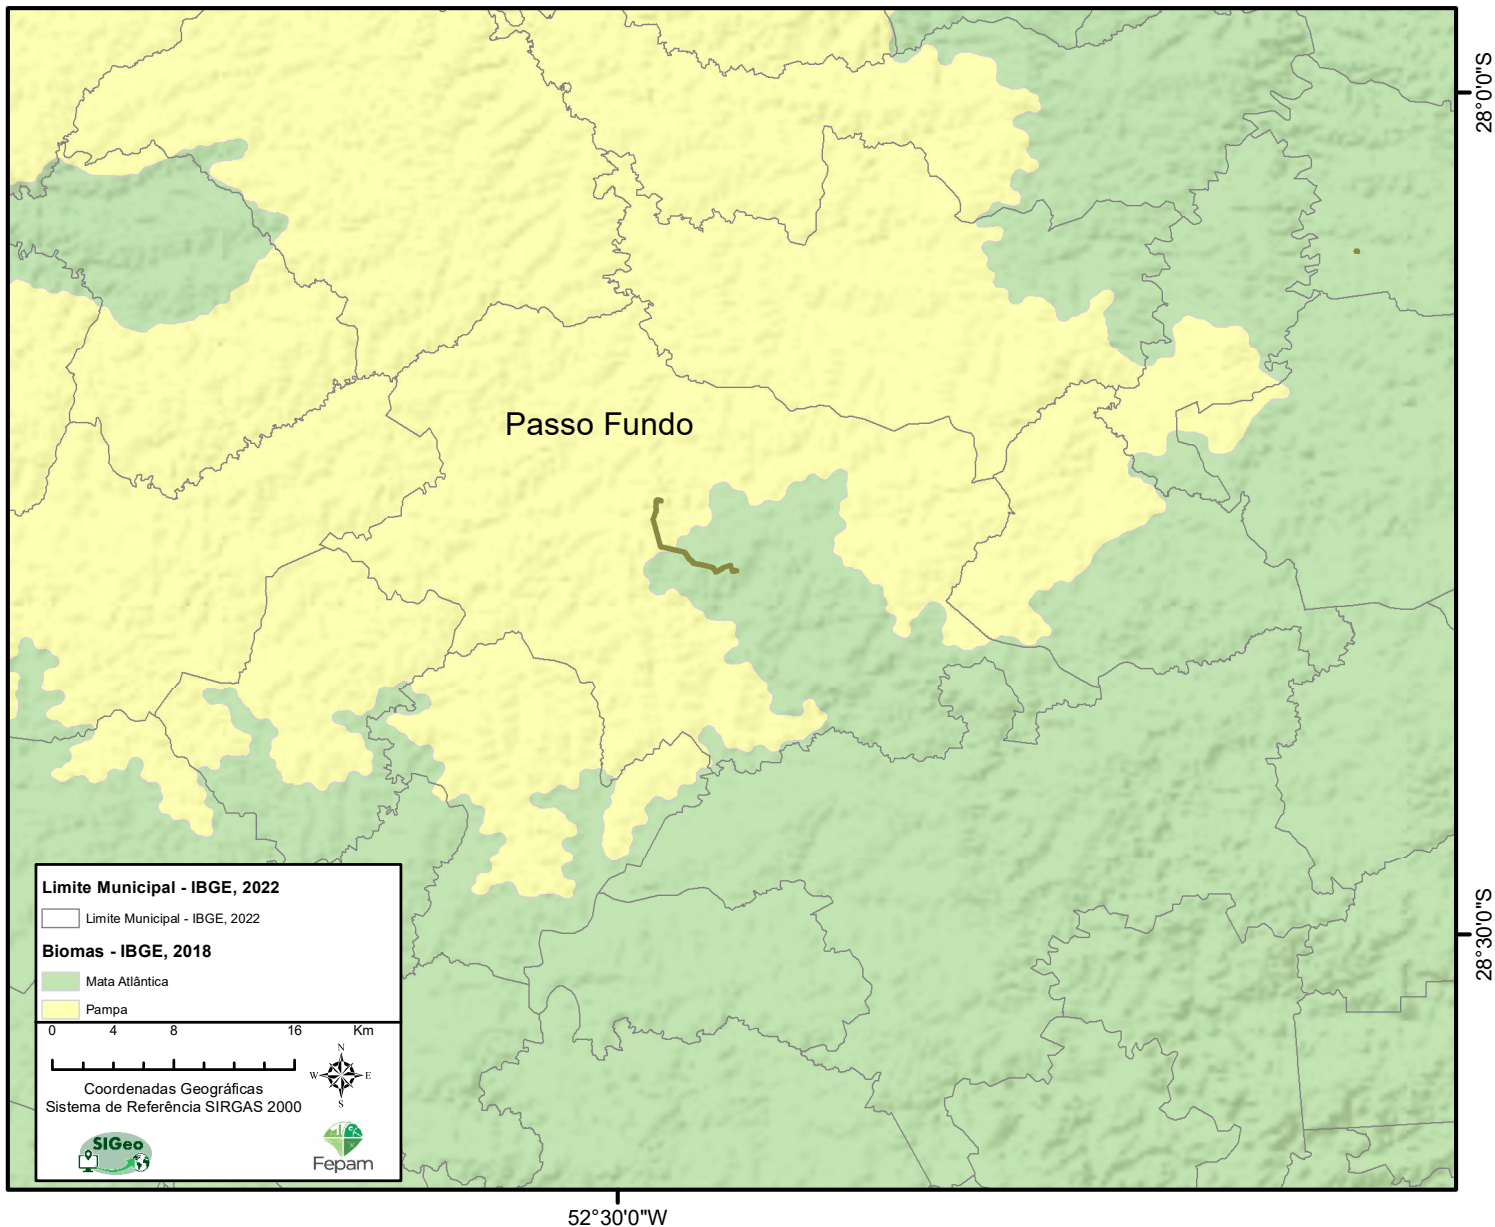 28°0'0"S
Passo Fundo
Limite Municipal - IBGE, 2022
Limite Municipal - IBGE, 2022
Biomas - IBGE, 2018
Mata Atlântica
Pampa
0 4 8 16 Km
N
W E
S
Coordenadas Geográficas
Sistema de Referência SIRGAS 2000
SIGeo
Fepam
28°30'0"S
52°30'0"W